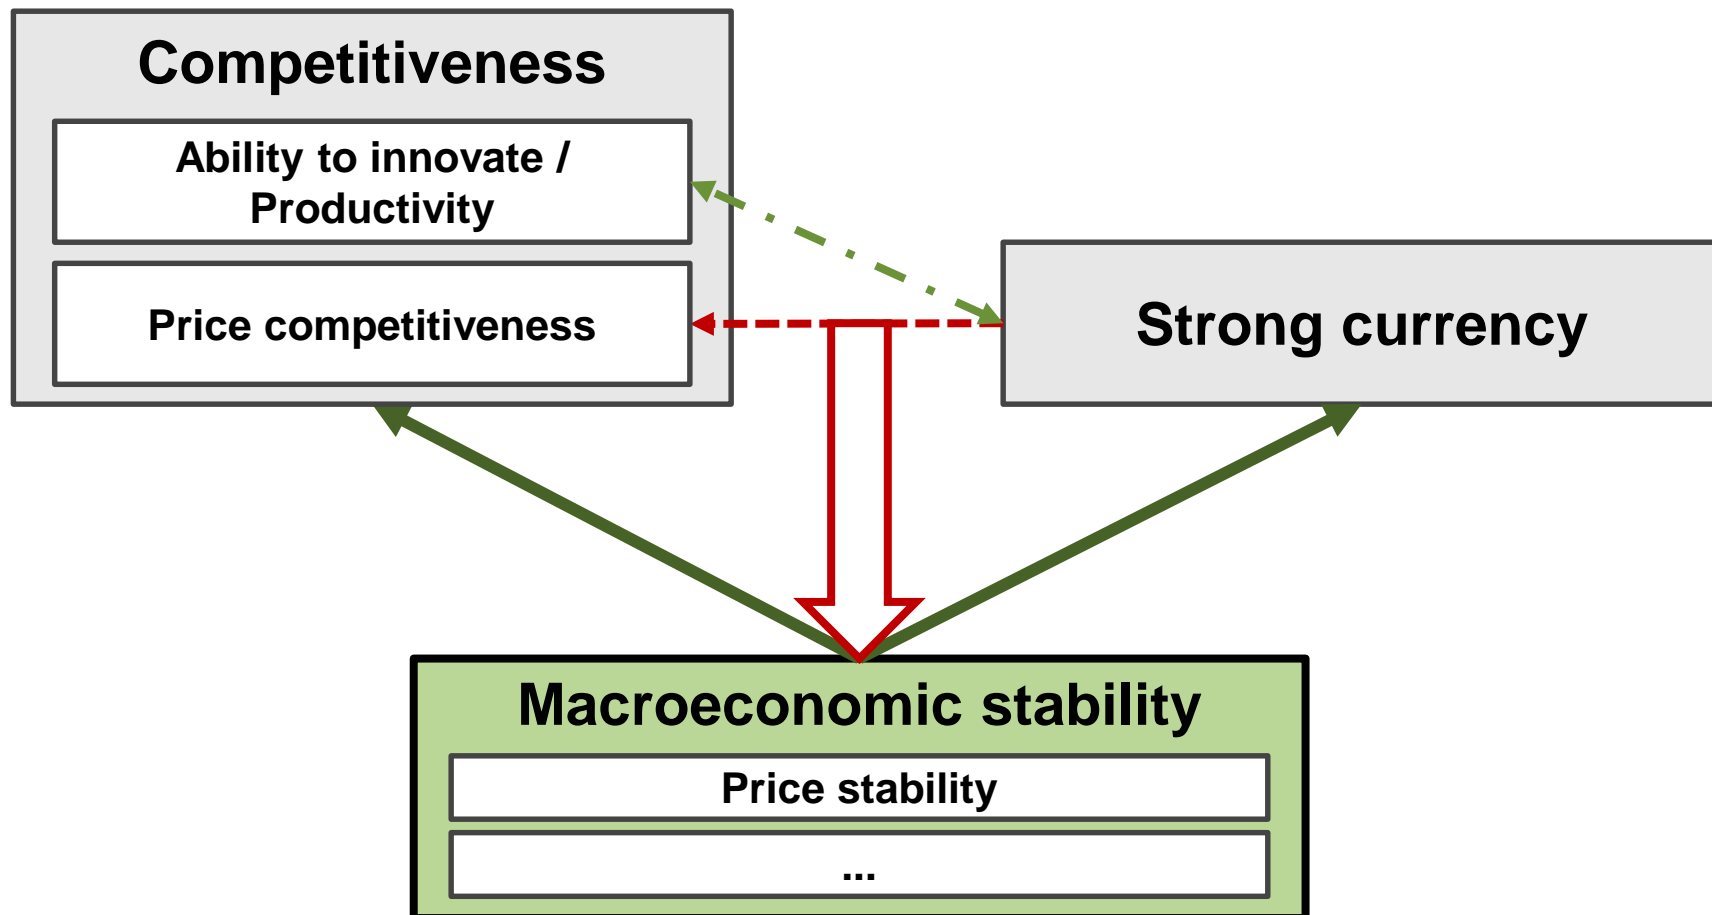 Competitiveness
Ability to innovate /
Productivity
Price competitiveness
Strong currency
Macroeconomic stability
Price stability
...